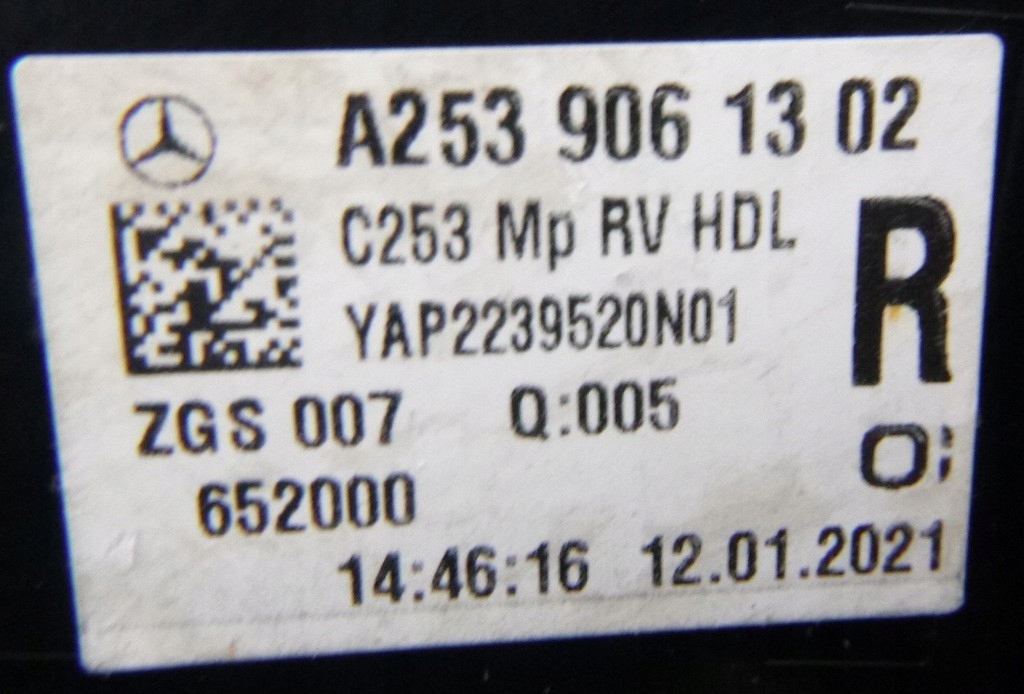 A253 906 13 02
C253 Mp RV HDL
R
YAP2239520N01
ZGS 007 Q:005
652000
14:46:16 12.01.2021